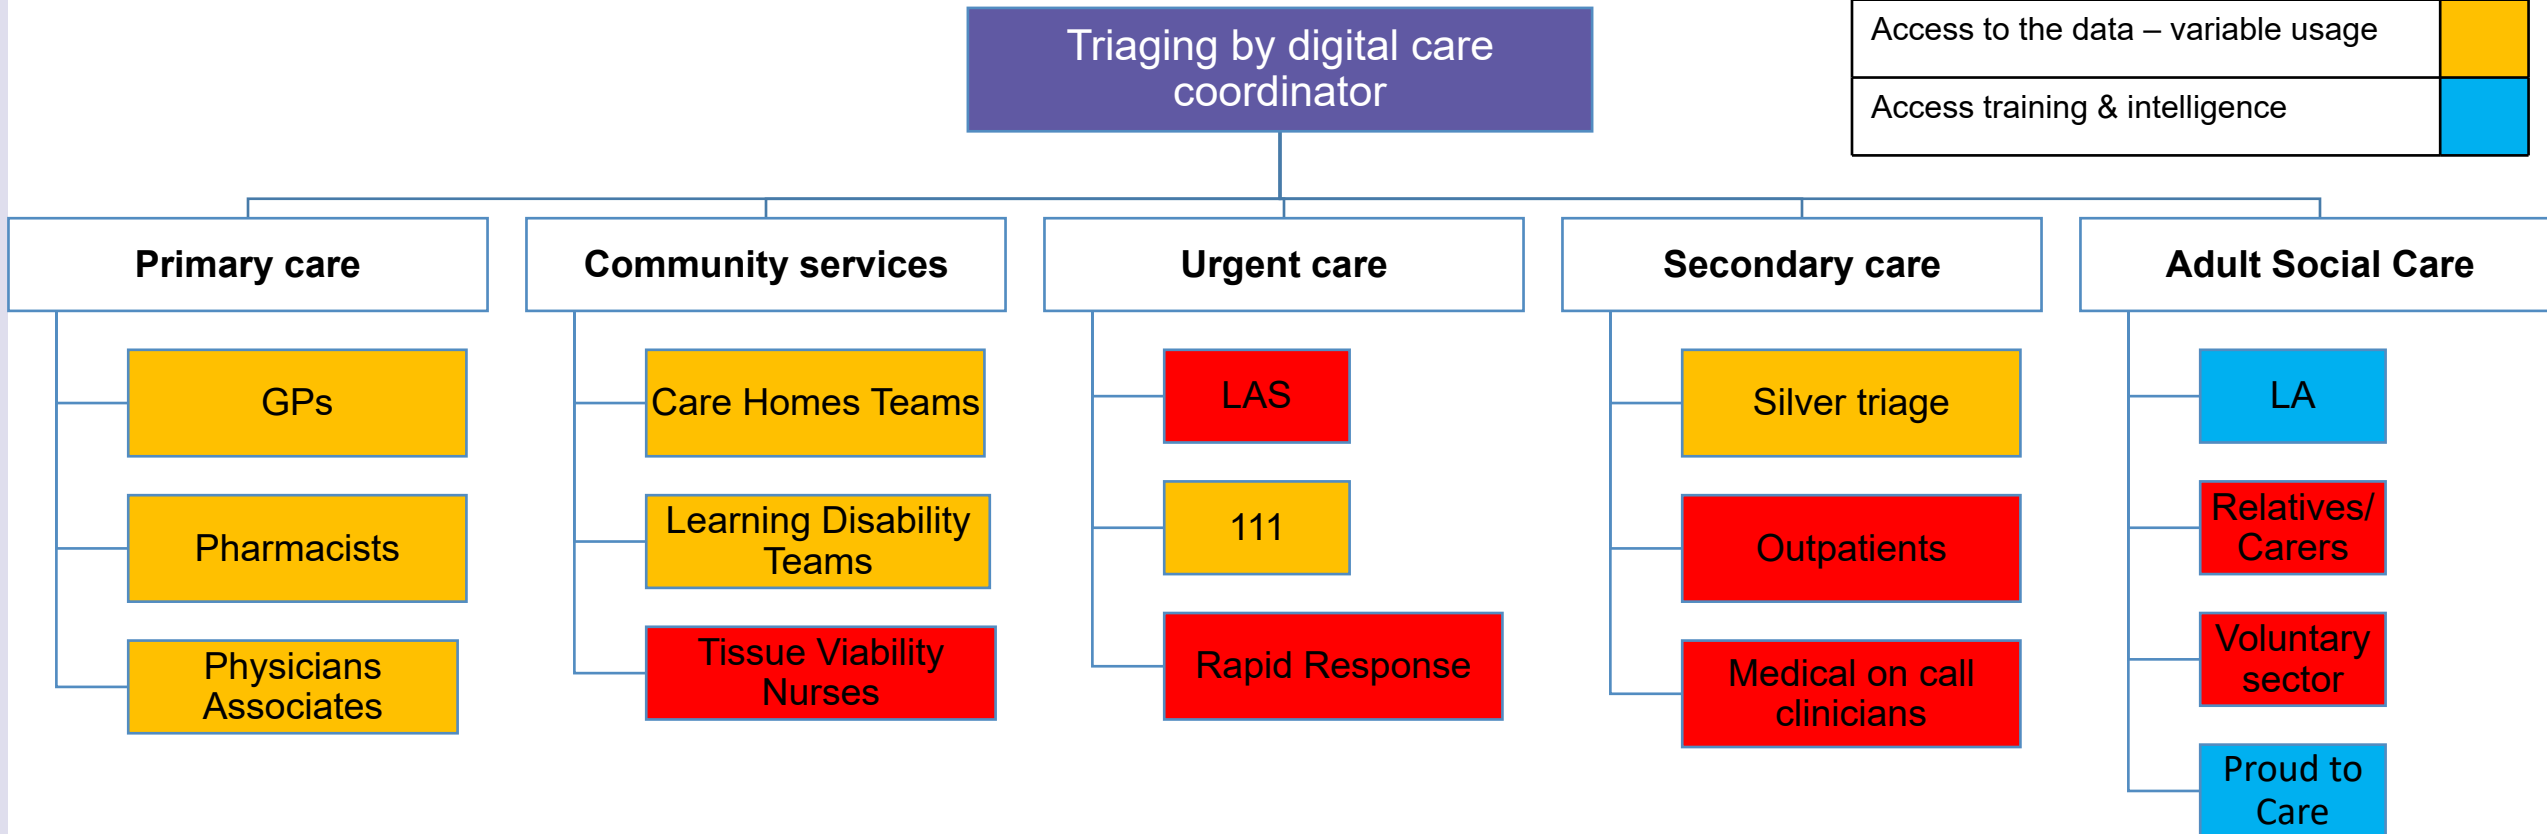 Triaging by digital care
coordinator
Access to the data – variable usage
Access training & intelligence
Primary care
Community services
Urgent care
Secondary care
Adult Social Care
GPs
Pharmacists
Physicians
Associates
Care Homes Teams
Learning Disability
Teams
Tissue Viability
Nurses
LAS
111
Rapid Response
Silver triage
Outpatients
Medical on call
clinicians
LA
Relatives/
Carers
Voluntary
sector
Proud to
Care